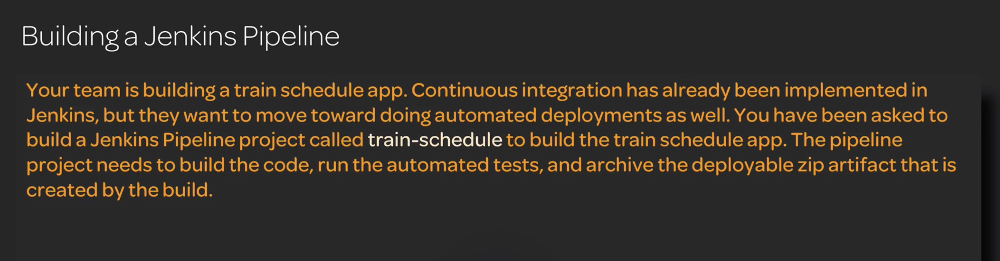 Building a Jenkins Pipeline
Your team is building a train schedule app. Continuous integration has already been implemented in
Jenkins, but they want to move toward doing automated deployments as well. You have been asked to
build a Jenkins Pipeline project called train-schedule to build the train schedule app. The pipeline
project needs to build the code, run the automated tests, and archive the deployable zip artifact that is
created by the build.